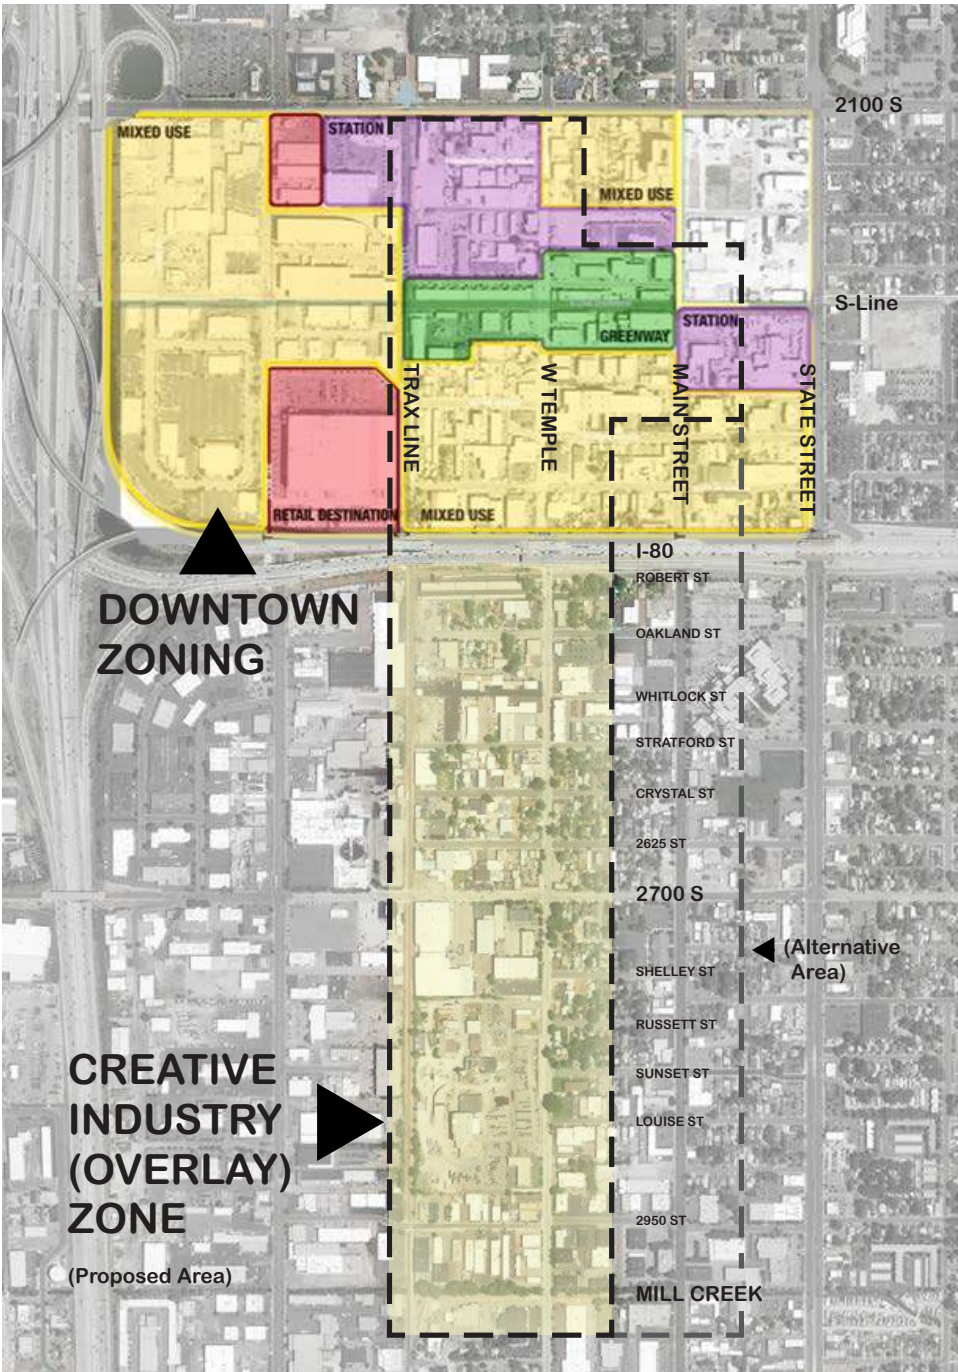 2100 S
MIXED USE
STATION
MIXED USE
S-Line
STATION
GREENWAY
TRAX LINE
W TEMPLE
MAIN STREET
STATE STREET
RETAIL DESTINATION
MIXED USE
I-80
ROBERT ST
DOWNTOWN
ZONING
OAKLAND ST
WHITLOCK ST
STRATFORD ST
CRYSTAL ST
2625 ST
2700 S
(Alternative
Area)
SHELLEY ST
RUSSETT ST
CREATIVE
INDUSTRY
(OVERLAY)
ZONE
(Proposed Area)
SUNSET ST
LOUISE ST
2950 ST
MILL CREEK